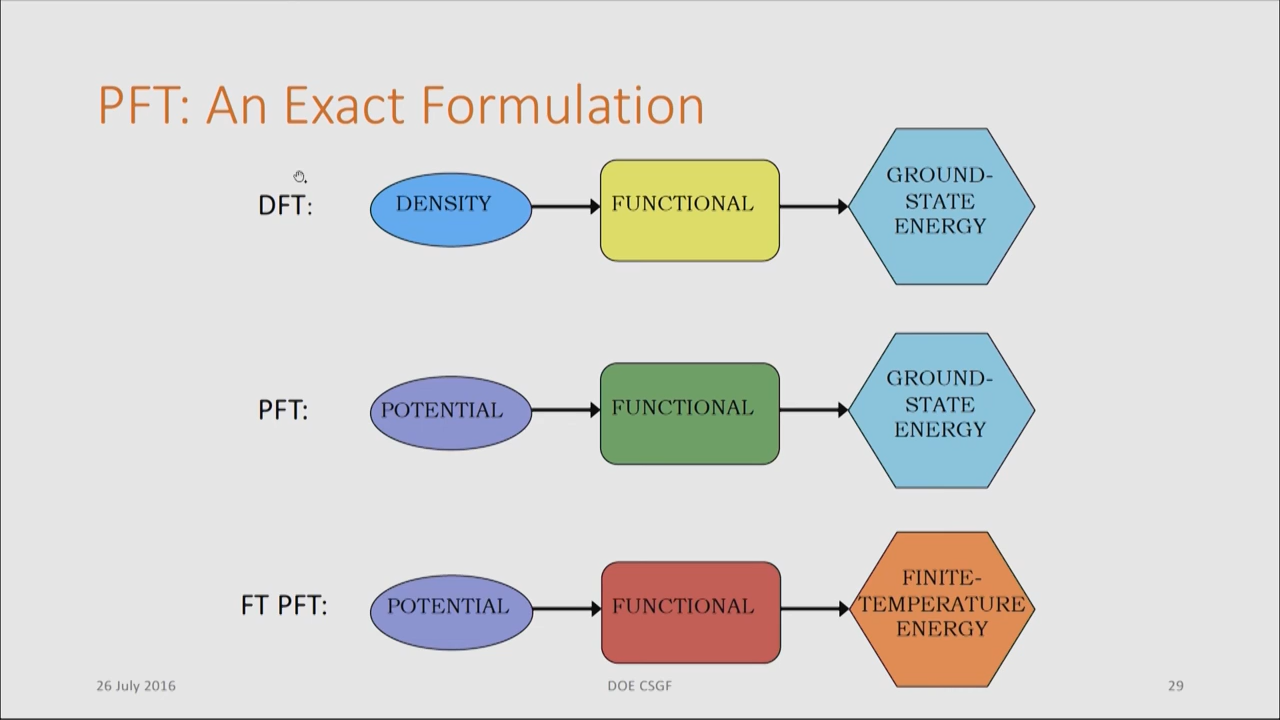 PFT: An Exact Formulation
DFT:
DENSITY
FUNCTIONAL
GROUND-
STATE
ENERGY
PFT:
POTENTIAL
FUNCTIONAL
GROUND-
STATE
ENERGY
FT PFT:
POTENTIAL
FUNCTIONAL
FINITE-
TEMPERATURE
ENERGY
26 July 2016
DOE CSGF
29